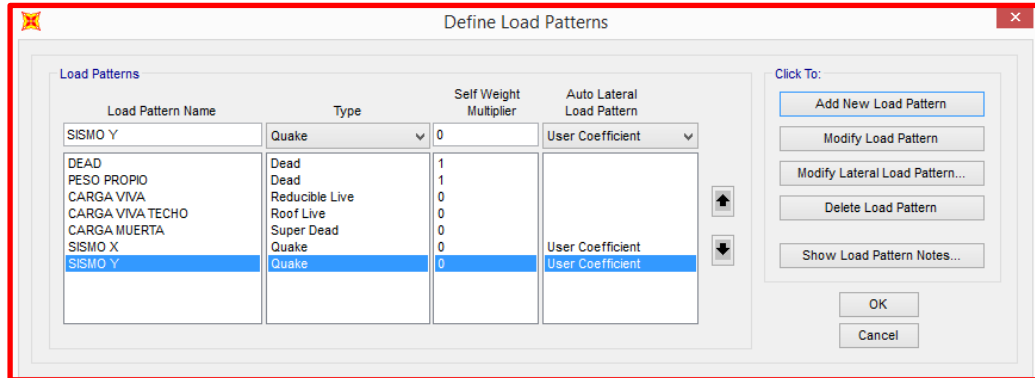 Define Load Patterns
Load Patterns
Click To:
Load Pattern Name Type Self Weight Multiplier Auto Lateral Load Pattern
SISMO Y Quake 0 User Coefficient
DEAD Dead 1
PESO PROPIO Dead 1
CARGA VIVA Reducible Live 0
CARGA VIVA TECHO Roof Live 0
CARGA MUERTA Super Dead 0
SISMO X Quake 0 User Coefficient
SISMO Y Quake 0 User Coefficient
Add New Load Pattern
Modify Load Pattern
Modify Lateral Load Pattern...
Delete Load Pattern
Show Load Pattern Notes...
OK
Cancel